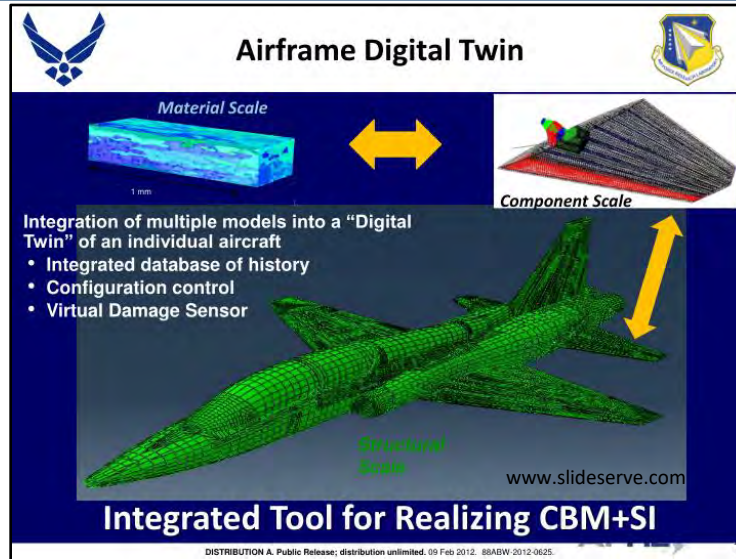 Airframe Digital Twin
Material Scale
1 mm
Component Scale
Integration of multiple models into a “Digital
Twin” of an individual aircraft
• Integrated database of history
• Configuration control
• Virtual Damage Sensor
Structural
Scale
www.slideserve.com
Integrated Tool for Realizing CBM+SI
DISTRIBUTION A. Public Release; distribution unlimited. 09 Feb 2012. 88ABW-2012-0625.